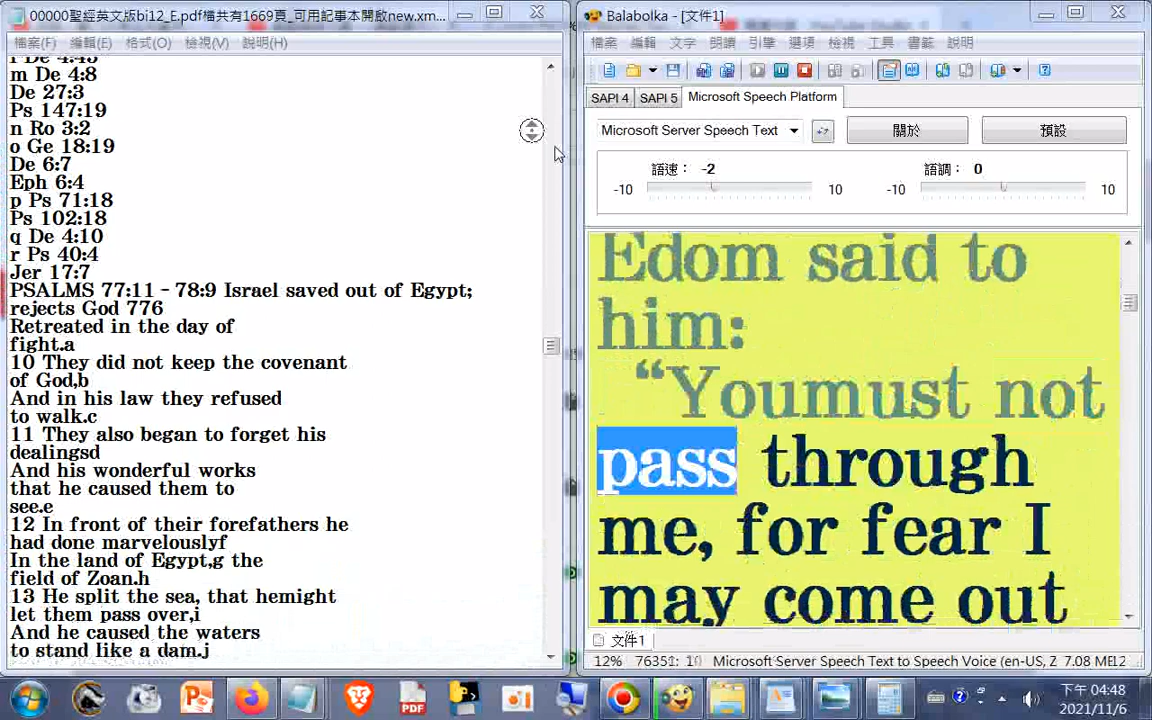 00000聖經英文版bi12_E.pdf檔共有1669頁_可用記事本開啟new.xm...
檔案(F) 編輯(E) 格式(O) 檢視(V) 說明(H)
m De 4:8
De 27:3
Ps 147:19
n Ro 3:2
o Ge 18:19
De 6:7
Eph 6:4
p Ps 71:18
Ps 102:18
q De 4:10
r Ps 40:4
Jer 17:7
PSALMS 77:11 - 78:9 Israel saved out of Egypt;
rejects God 776
Retreated in the day of
fight.a
10 They did not keep the covenant
of God,b
And in his law they refused
to walk.c
11 They also began to forget his
dealingsd
And his wonderful works
that he caused them to
see.e
12 In front of their forefathers he
had done marvelouslyf
In the land of Egypt,g the
field of Zoan.h
13 He split the sea, that hemight
let them pass over,i
And he caused the waters
to stand like a dam.j
Balabolka - [文件1]
檔案 編輯 文字 朗讀 引擎 選項 檢視 工具 書籤 說明
SAPI 4 SAPI 5 Microsoft Speech Platform
Microsoft Server Speech Text 關於 預設
語速： -2 語調： 0
-10 10 -10 10
Edom said to
him:
“Youmust not
pass through
me, for fear I
may come out
文件1
12% 76351: 10 Microsoft Server Speech Text to Speech Voice (en-US, Z 7.08 ME12
PDF
下午 04:48
2021/11/6